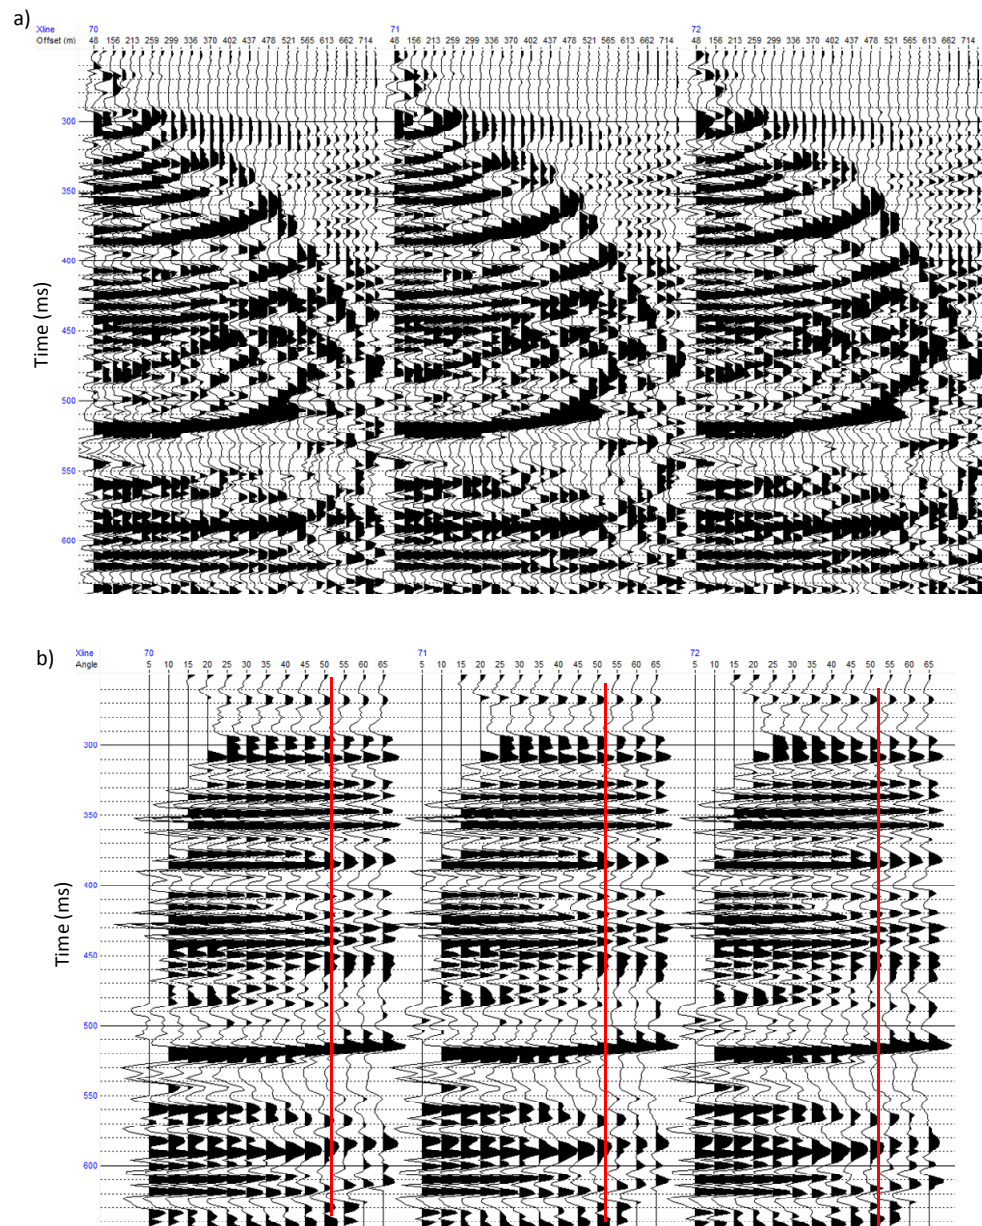 a)
Xline 70 71 72
Offset (m) 48 156 213 259 299 336 370 402 437 478 521 565 613 662 714 48 156 213 259 299 336 370 402 437 478 521 565 613 662 714 48 156 213 259 299 336 370 402 437 478 521 565 613 662 714
300
350
400
450
500
550
600
Time (ms)
b)
Xline 70 71 72
Angle 5 10 15 20 25 30 35 40 45 50 55 60 65 5 10 15 20 25 30 35 40 45 50 55 60 65 5 10 15 20 25 30 35 40 45 50 55 60 65
300
350
400
450
500
550
600
Time (ms)